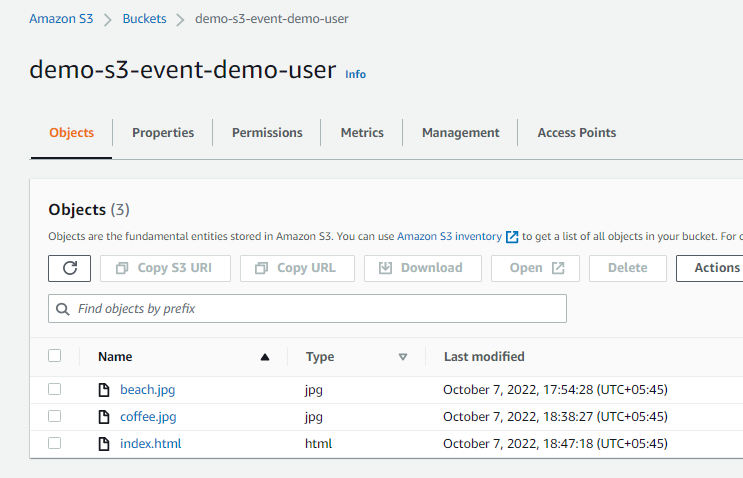 Amazon S3 > Buckets > demo-s3-event-demo-user
demo-s3-event-demo-user Info
Objects Properties Permissions Metrics Management Access Points
Objects (3)
Objects are the fundamental entities stored in Amazon S3. You can use Amazon S3 inventory to get a list of all objects in your bucket. For
Copy S3 URI Copy URL Download Open Delete Actions
Find objects by prefix
Name Type Last modified
beach.jpg jpg October 7, 2022, 17:54:28 (UTC+05:45)
coffee.jpg jpg October 7, 2022, 18:38:27 (UTC+05:45)
index.html html October 7, 2022, 18:47:18 (UTC+05:45)